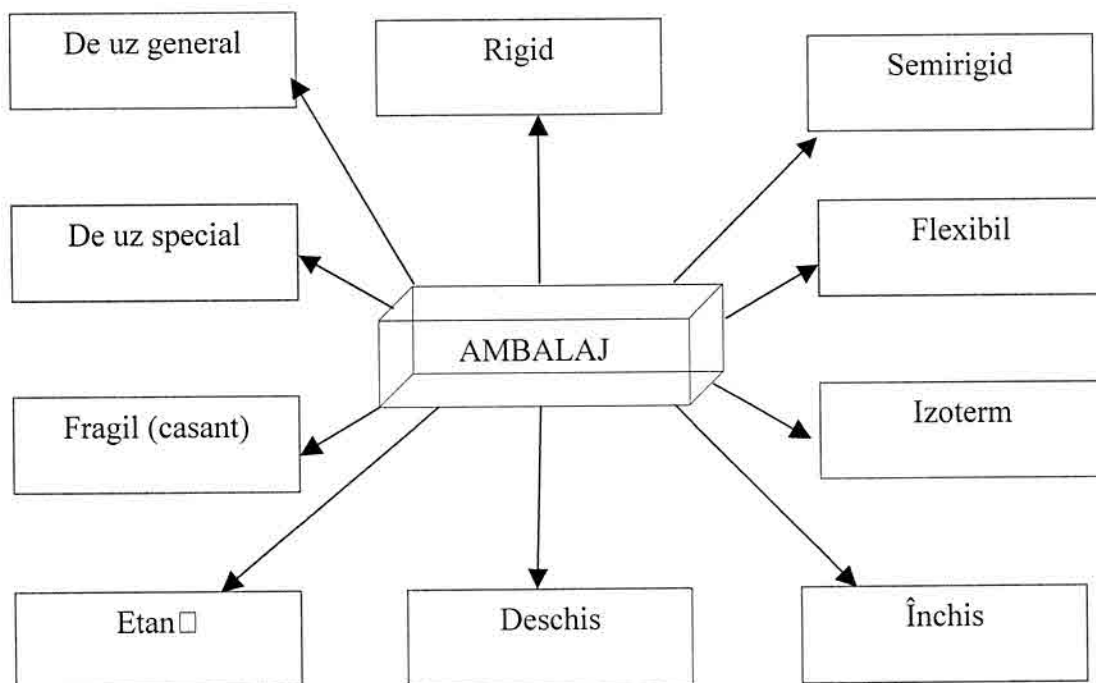 De uz general
Rigid
Semirigid
De uz special
Flexibil
AMBALAJ
Fragil (casant)
Izoterm
Etan□
Deschis
Închis